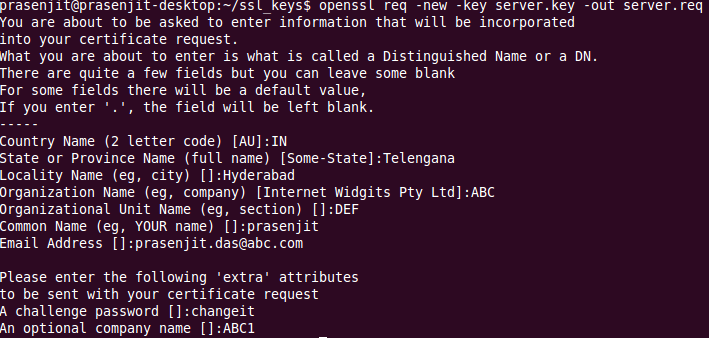 prasenjit@prasenjit-desktop:~/ssl_keys$ openssl req -new -key server.key -out server.req
You are about to be asked to enter information that will be incorporated
into your certificate request.
What you are about to enter is what is called a Distinguished Name or a DN.
There are quite a few fields but you can leave some blank
For some fields there will be a default value,
If you enter '.', the field will be left blank.
-----
Country Name (2 letter code) [AU]:IN
State or Province Name (full name) [Some-State]:Telengana
Locality Name (eg, city) []:Hyderabad
Organization Name (eg, company) [Internet Widgits Pty Ltd]:ABC
Organizational Unit Name (eg, section) []:DEF
Common Name (eg, YOUR name) []:prasenjit
Email Address []:prasenjit.das@abc.com

Please enter the following 'extra' attributes
to be sent with your certificate request
A challenge password []:changeit
An optional company name []:ABC1